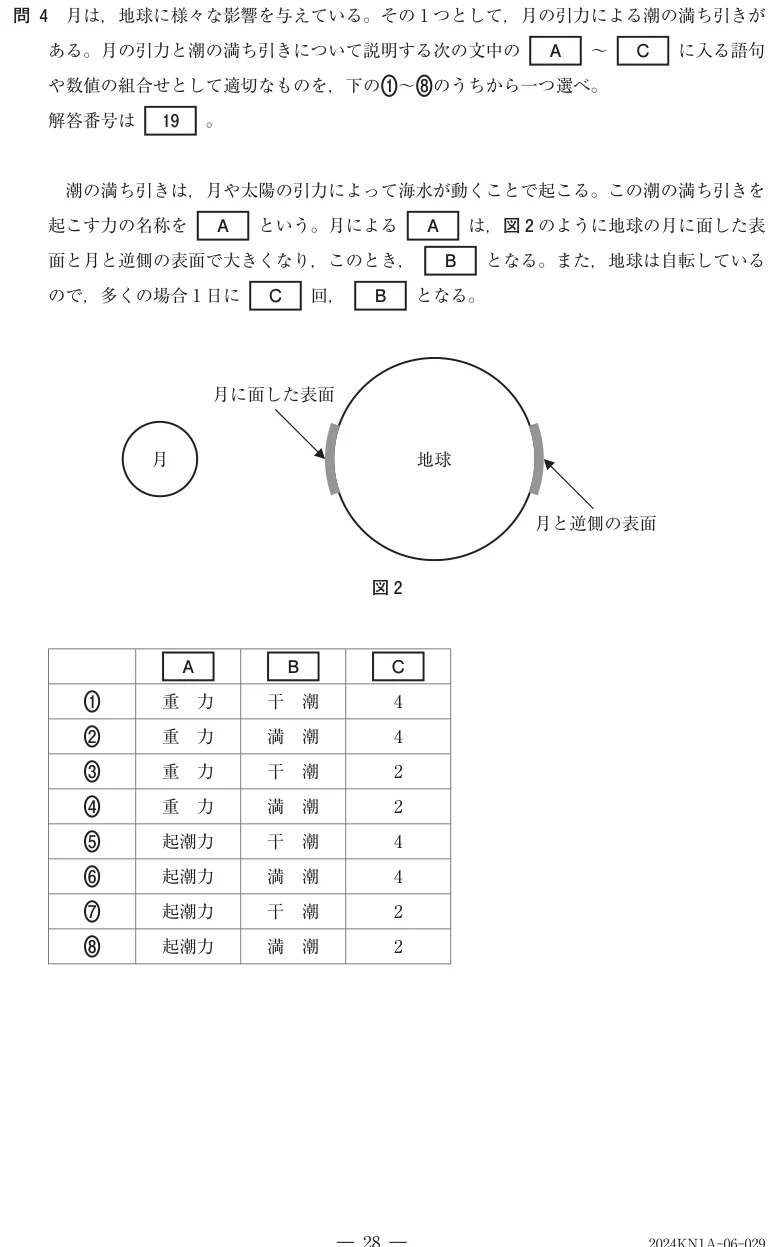 問 4　月は，地球に様々な影響を与えている。その１つとして，月の引力による潮の満ち引きが
ある。月の引力と潮の満ち引きについて説明する次の文中の A ～ C に入る語句
や数値の組合せとして適切なものを，下の①～⑧のうちから一つ選べ。
解答番号は 19 。
潮の満ち引きは，月や太陽の引力によって海水が動くことで起こる。この潮の満ち引きを
起こす力の名称を A という。月による A は，図２のように地球の月に面した表
面と月と逆側の表面で大きくなり，このとき， B となる。また，地球は自転している
ので，多くの場合１日に C 回， B となる。
月に面した表面
月
地球
月と逆側の表面
図２
A B C
① 重　力 干　潮 4
② 重　力 満　潮 4
③ 重　力 干　潮 2
④ 重　力 満　潮 2
⑤ 起潮力 干　潮 4
⑥ 起潮力 満　潮 4
⑦ 起潮力 干　潮 2
⑧ 起潮力 満　潮 2
― 28 ―
2024KN1A-06-029